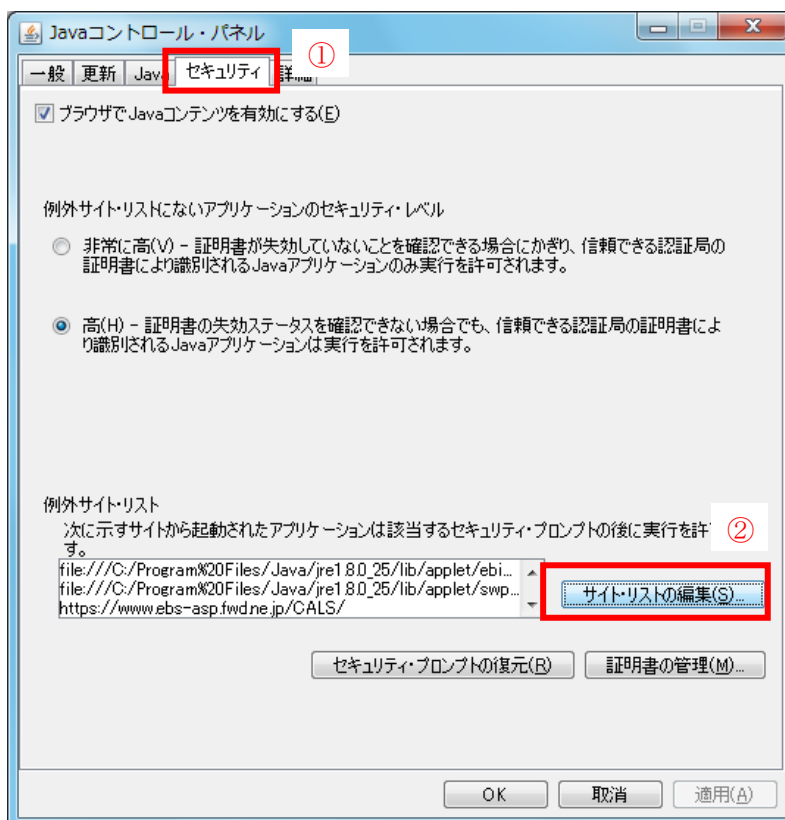 Javaコントロール・パネル
①
一般 更新 Java セキュリティ 詳細
ブラウザでJavaコンテンツを有効にする(E)
例外サイト・リストにないアプリケーションのセキュリティ・レベル
非常に高(V) - 証明書が失効していないことを確認できる場合にかぎり、信頼できる認証局の
証明書により識別されるJavaアプリケーションのみ実行を許可されます。
高(H) - 証明書の失効ステータスを確認できない場合でも、信頼できる認証局の証明書によ
り識別されるJavaアプリケーションは実行を許可されます。
例外サイト・リスト
次に示すサイトから起動されたアプリケーションは該当するセキュリティ・プロンプトの後に実行を許
す。
②
file:///C:/Program%20Files/Java/jre1.8.0_25/lib/applet/ebi...
file:///C:/Program%20Files/Java/jre1.8.0_25/lib/applet/swp...
https://www.ebs-asp.fwd.ne.jp/CALS/
サイト・リストの編集(S)...
セキュリティ・プロンプトの復元(R) 証明書の管理(M)...
OK 取消 適用(A)